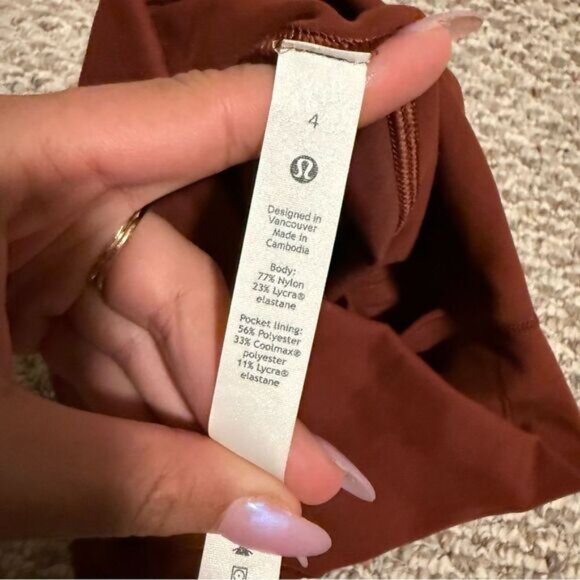 4
Designed in
Vancouver
Made in
Cambodia
Body:
77% Nylon
23% Lycra®
elastane
Pocket lining:
56% Polyester
33% Coolmax®
polyester
11% Lycra®
elastane